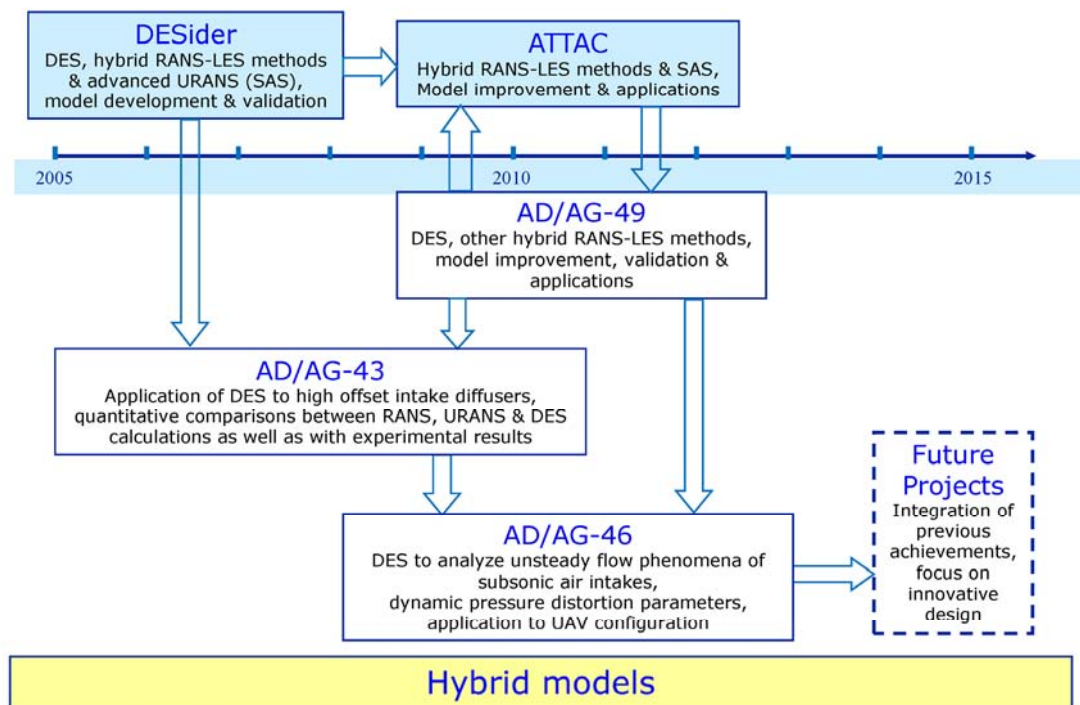 DESider
DES, hybrid RANS-LES methods
& advanced URANS (SAS),
model development & validation
ATTAC
Hybrid RANS-LES methods & SAS,
Model improvement & applications
2005
2010
2015
AD/AG-49
DES, other hybrid RANS-LES methods,
model improvement, validation &
applications
AD/AG-43
Application of DES to high offset intake diffusers,
quantitative comparisons between RANS, URANS & DES
calculations as well as with experimental results
AD/AG-46
DES to analyze unsteady flow phenomena of
subsonic air intakes,
dynamic pressure distortion parameters,
application to UAV configuration
Future
Projects
Integration of
previous
achievements,
focus on
innovative
design
Hybrid models